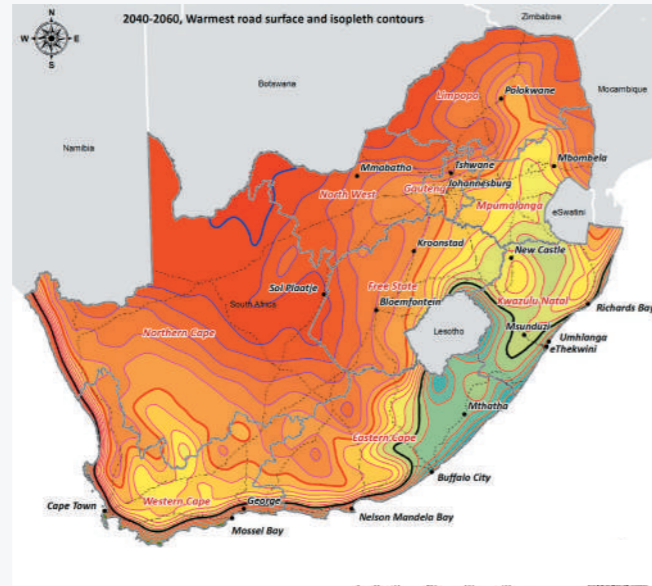 2040-2060, Warmest road surface and isopleth contours
N
W E
S
Zimbabwe
Botswana
Mocambique
Namibia
Limpopo
Polokwane
Mmabatho
Tshwane
Mbombela
Johannesburg
North West
Gauteng
Mpumalanga
eSwatini
Kroonstad
New Castle
Sol Plaatje
Free State
South Africa
Bloemfontein
Kwazulu Natal
Richards Bay
Lesotho
Msunduzi
Northern Cape
Umhlanga
eThekwini
Mthatha
Eastern Cape
Buffalo City
Western Cape
Cape Town
George
Nelson Mandela Bay
Mossel Bay